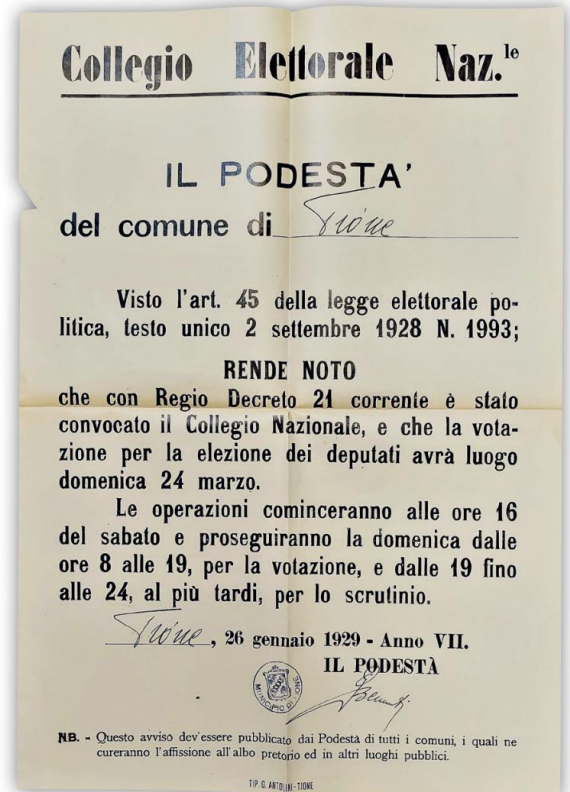 Collegio Elettorale Naz.le
IL PODESTA'
del comune di Tione
Visto l'art. 45 della legge elettorale po-
litica, testo unico 2 settembre 1928 N. 1993;
RENDE NOTO
che con Regio Decreto 21 corrente è stato
convocato il Collegio Nazionale, e che la vota-
zione per la elezione dei deputati avrà luogo
domenica 24 marzo.
Le operazioni cominceranno alle ore 16
del sabato e proseguiranno la domenica dalle
ore 8 alle 19, per la votazione, e dalle 19 fino
alle 24, al più tardi, per lo scrutinio.
Tione, 26 gennaio 1929 - Anno VII.
IL PODESTÀ
MUNICIPIO DI TIONE
NB. - Questo avviso dev'essere pubblicato dai Podestà di tutti i comuni, i quali ne
cureranno l'affissione all'albo pretorio ed in altri luoghi pubblici.
TIP. G. ANTOLINI - TIONE